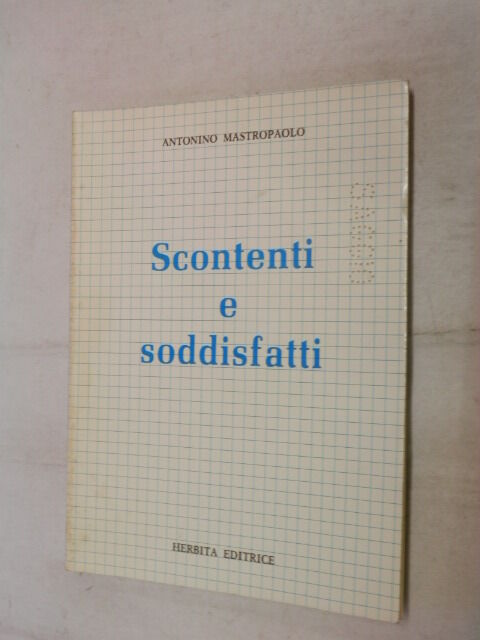 ANTONINO MASTROPAOLO
Scontenti
e
soddisfatti
HERBITA EDITRICE